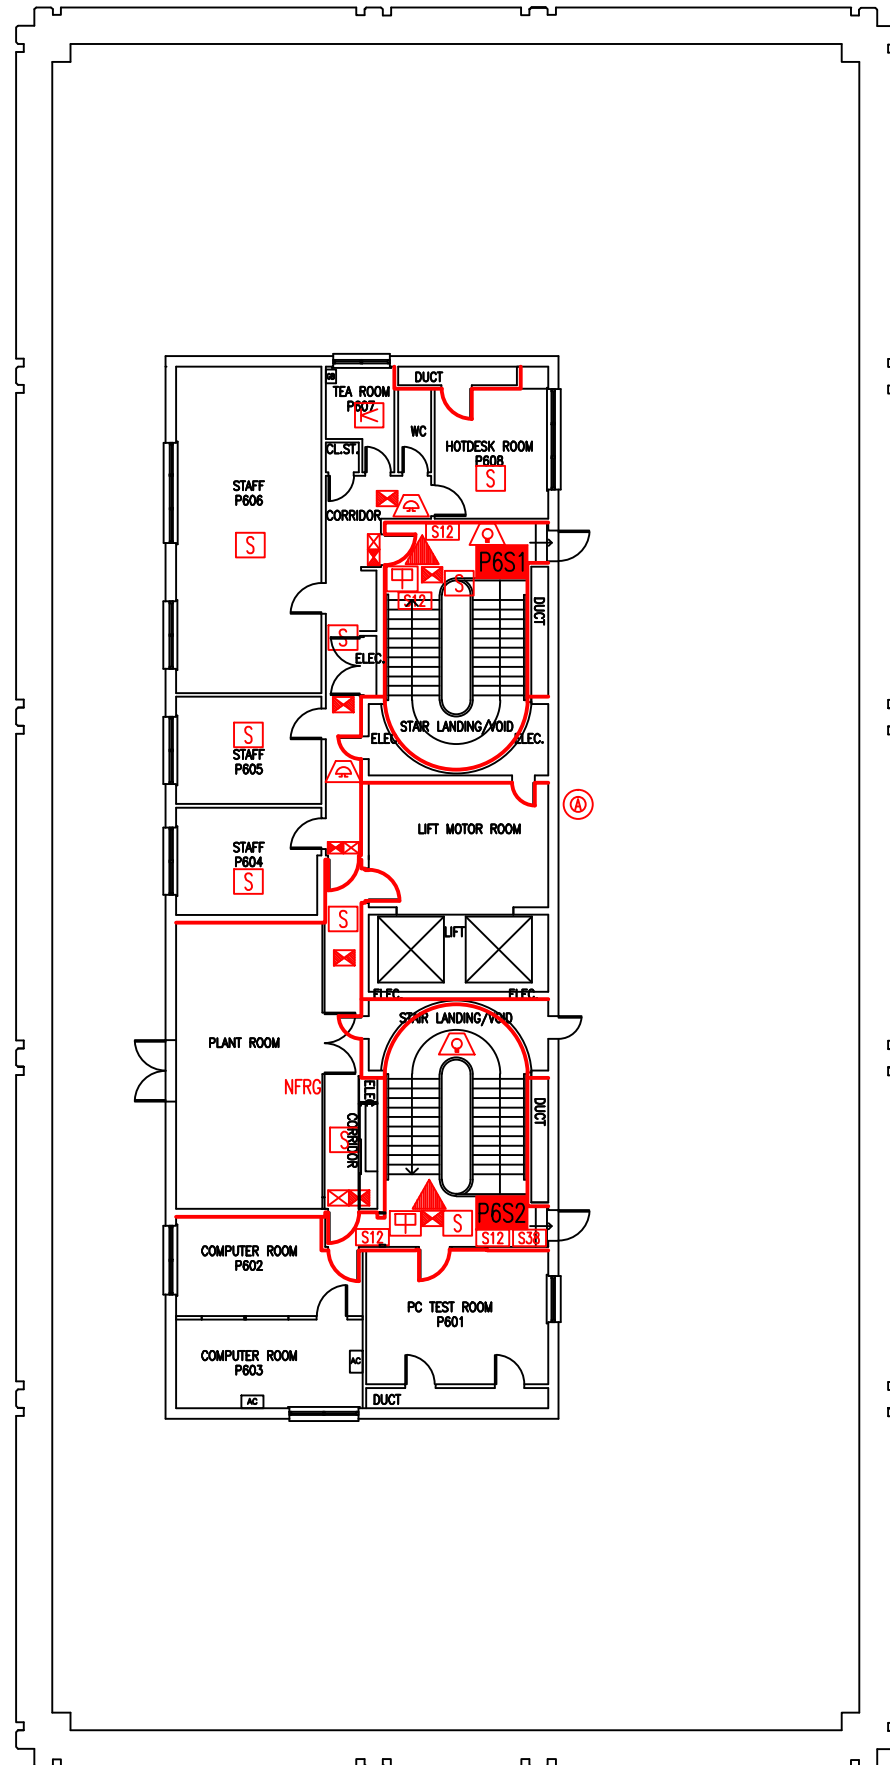 DUCT
GB
TEA ROOM
P607
K
WC
HOTDESK ROOM
P608
S
CL.ST.
STAFF
P606
S
CORRIDOR
S12
P6S1
S
S12
DUCT
S
ELEC.
STAIR LANDING/VOID
ELEC.
ELEC.
S
STAFF
P605
A
LIFT MOTOR ROOM
STAFF
P604
S
S
LIFT
ELEC.
ELEC.
STAIR LANDING/VOID
PLANT ROOM
NFRG
ELEC.
DUCT
CORRIDOR
S
P6S2
S
S12
S12
S38
COMPUTER ROOM
P602
PC TEST ROOM
P601
COMPUTER ROOM
P603
AC
AC
DUCT